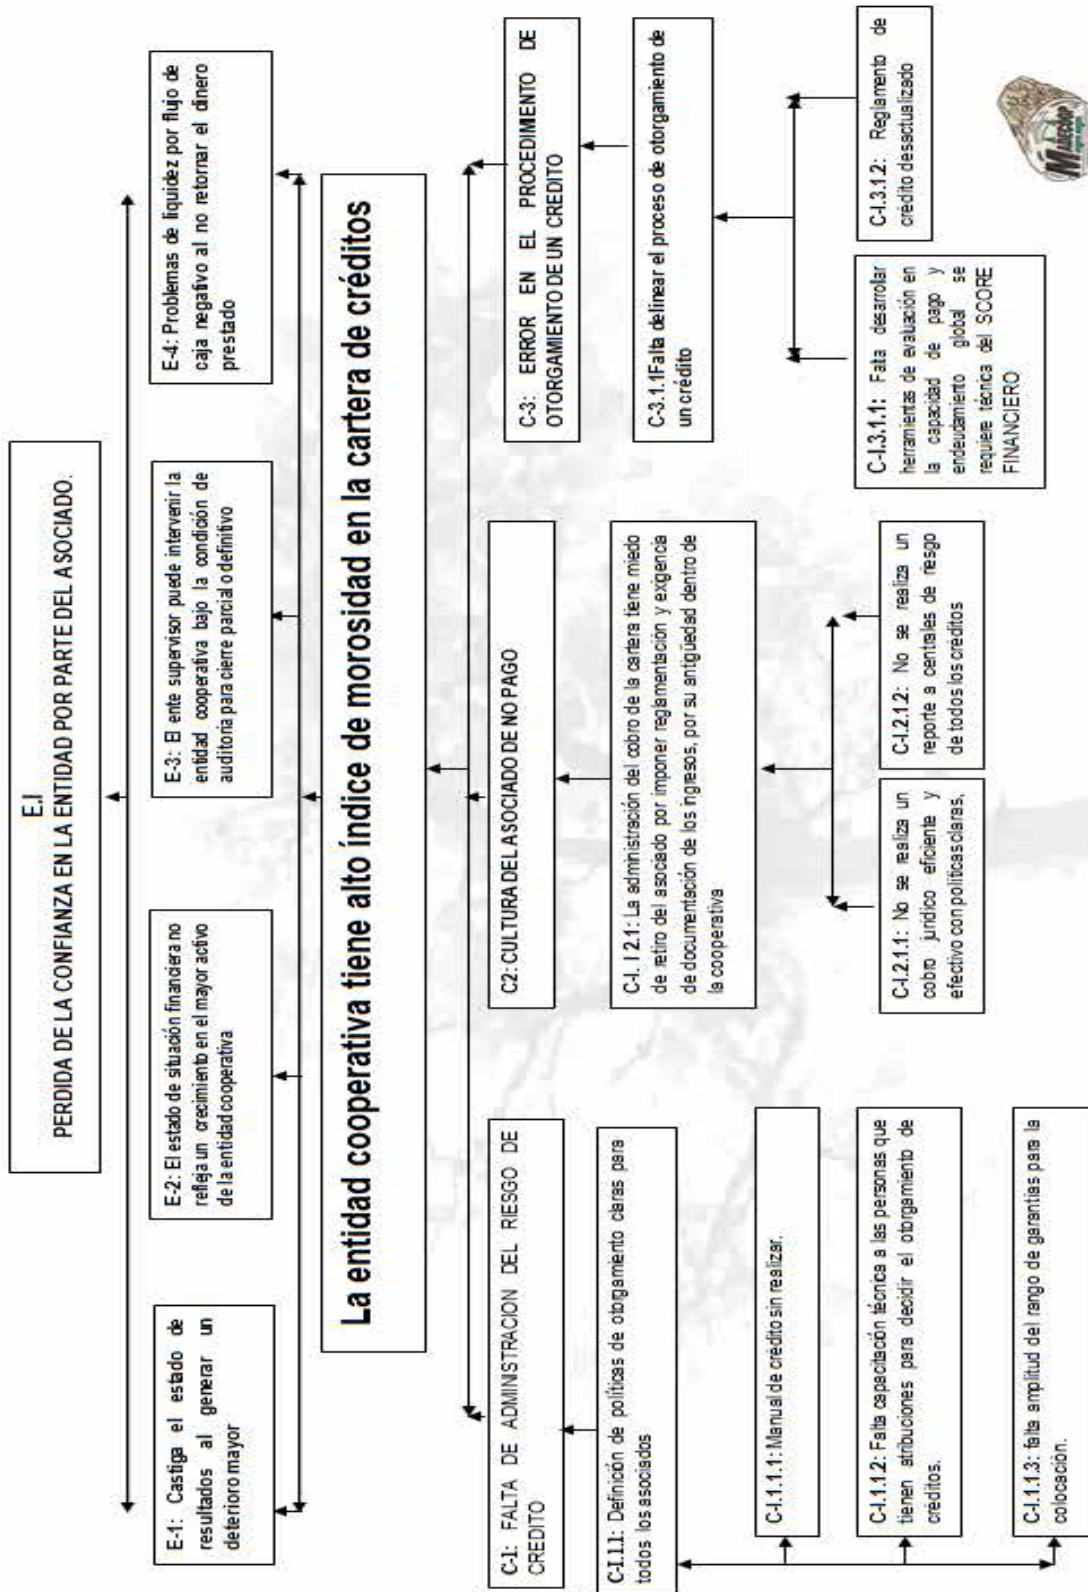 E.I
PERDIDA DE LA CONFIANZA EN LA ENTIDAD POR PARTE DEL ASOCIADO.
E-1: Castiga el estado de
resultados al generar un
deterioro mayor
E-2: El estado de situación financiera no
refleja un crecimiento en el mayor activo
de la entidad cooperativa
E-3: El ente supervisor puede intervenir la
entidad cooperativa bajo la condición de
auditoria para cierre parcial o definitivo
E-4: Problemas de liquidez por flujo de
caja negativo al no retornar el dinero
prestado
La entidad cooperativa tiene alto índice de morosidad en la cartera de créditos
C-1: FALTA DE ADMINISTRACION DEL RIESGO DE
CREDITO
C2: CULTURA DEL ASOCIADO DE NO PAGO
C-3: ERROR EN EL PROCEDIMENTO DE
OTORGAMIENTO DE UN CREDITO
C-I.1.1: Definición de políticas de otorgamiento claras para
todos los asociados
C-I. I 2.1: La administración del cobro de la cartera tiene miedo
de retiro del asociado por imponer reglamentación y exigencia
de documentación de los ingresos, por su antigüedad dentro de
la cooperativa
C-3.1.1Falta delinear el proceso de otorgamiento de
un crédito
C-I.1.1.1: Manual de crédito sin realizar.
C-I.1.1.2: Falta capacitación técnica a las personas que
tienen atribuciones para decidir el otorgamiento de
créditos.
C-I.1.1.3: falta amplitud del rango de garantías para la
colocación.
C-I.2.1.1: No se realiza un
cobro jurídico eficiente y
efectivo con políticas claras.
C-I.2.1.2: No se realiza un
reporte a centrales de riesgo
de todos los créditos
C-I.3.1.1: Falta desarrollar
herramientas de evaluación en
la capacidad de pago y
endeudamiento global se
requiere técnica del SCORE
FINANCIERO
C-I.3.1.2: Reglamento de
crédito desactualizado